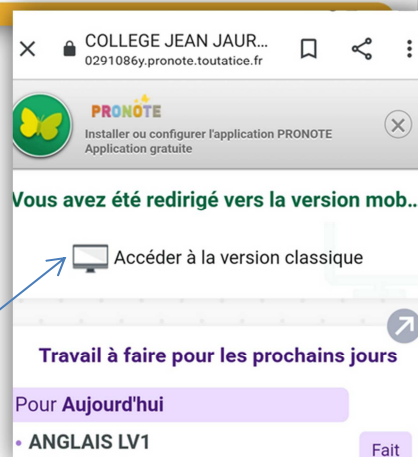 COLLEGE JEAN JAUR...
0291086y.pronote.toutatice.fr
PRONOTE
Installer ou configurer l'application PRONOTE
Application gratuite
Vous avez été redirigé vers la version mob...
Accéder à la version classique
Travail à faire pour les prochains jours
Pour Aujourd'hui
• ANGLAIS LV1
Fait